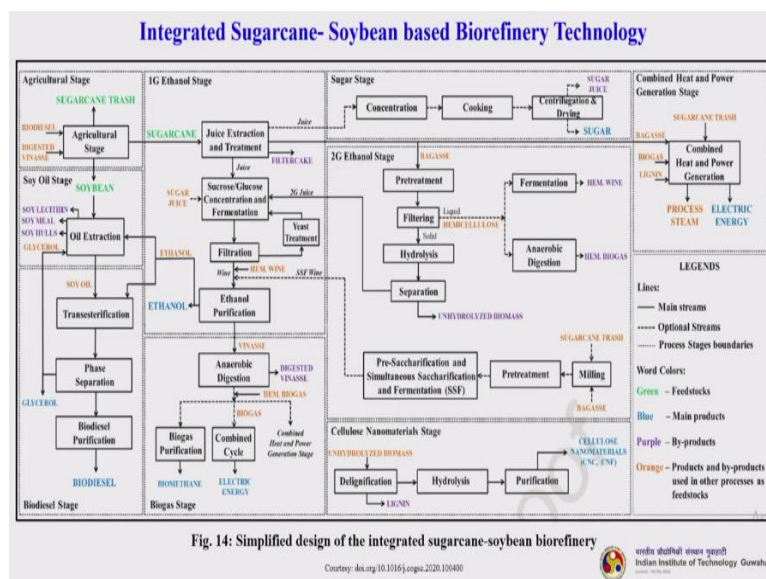 Integrated Sugarcane- Soybean based Biorefinery Technology
Agricultural Stage
SUGARCANE TRASH
BIODIESEL
DIGESTED
VINASSE
Agricultural
Stage
SOYBEAN
Soy Oil Stage
SOY LECITHIN
SOY MEAL
SOY HULLS
GLYCEROL
Oil Extraction
SOY OIL
Transesterification
Phase
Separation
GLYCEROL
Biodiesel
Purification
BIODIESEL
Biodiesel Stage
1G Ethanol Stage
SUGARCANE
Juice Extraction
and Treatment
FILTERCAKE
Juice
SUGAR
JUICE
Sucrose/Glucose
Concentration and
Fermentation
Yeast
Treatment
Filtration
ETHANOL
Wine
HEM. WINE
SSF Wine
ETHANOL
Ethanol
Purification
VINASSE
Anaerobic
Digestion
DIGESTED
VINASSE
HEM. BIOGAS
BIOGAS
Biogas
Purification
Combined
Cycle
Combined
Heat and Power
Generation Stage
BIOMETHANE
ELECTRIC
ENERGY
Biogas Stage
Sugar Stage
Juice
Concentration
Cooking
Centrifugation &
Drying
SUGAR
JUICE
SUGAR
2G Ethanol Stage
BAGASSE
Pretreatment
2G Juice
Filtering
Liquid
HEMICELLULOSE
Solid
Fermentation
HEM. WINE
Anaerobic
Digestion
HEM. BIOGAS
Hydrolysis
Separation
UNHYDROLYZED BIOMASS
SUGARCANE TRASH
Pre-Saccharification and
Simultaneous Saccharification
and Fermentation (SSF)
Pretreatment
Milling
BAGASSE
Cellulose Nanomaterials Stage
UNHYDROLYZED BIOMASS
Delignification
Hydrolysis
Purification
CELLULOSE
NANOMATERIALS
(CNC, CNF)
LIGNIN
Combined Heat and Power
Generation Stage
SUGARCANE TRASH
BAGASSE
BIOGAS
LIGNIN
Combined
Heat and Power
Generation
PROCESS
STEAM
ELECTRIC
ENERGY
LEGENDS
Lines:
Main streams
Optional Streams
Process Stages boundaries
Word Colors:
Green – Feedstocks
Blue – Main products
Purple – By-products
Orange – Products and by-products
used in other processes as
feedstocks
Fig. 14: Simplified design of the integrated sugarcane-soybean biorefinery
Courtesy: doi.org/10.1016/j.cogsc.2020.100400
भारतीय प्रौद्योगिकी संस्थान गुवाहाटी
Indian Institute of Technology Guwah